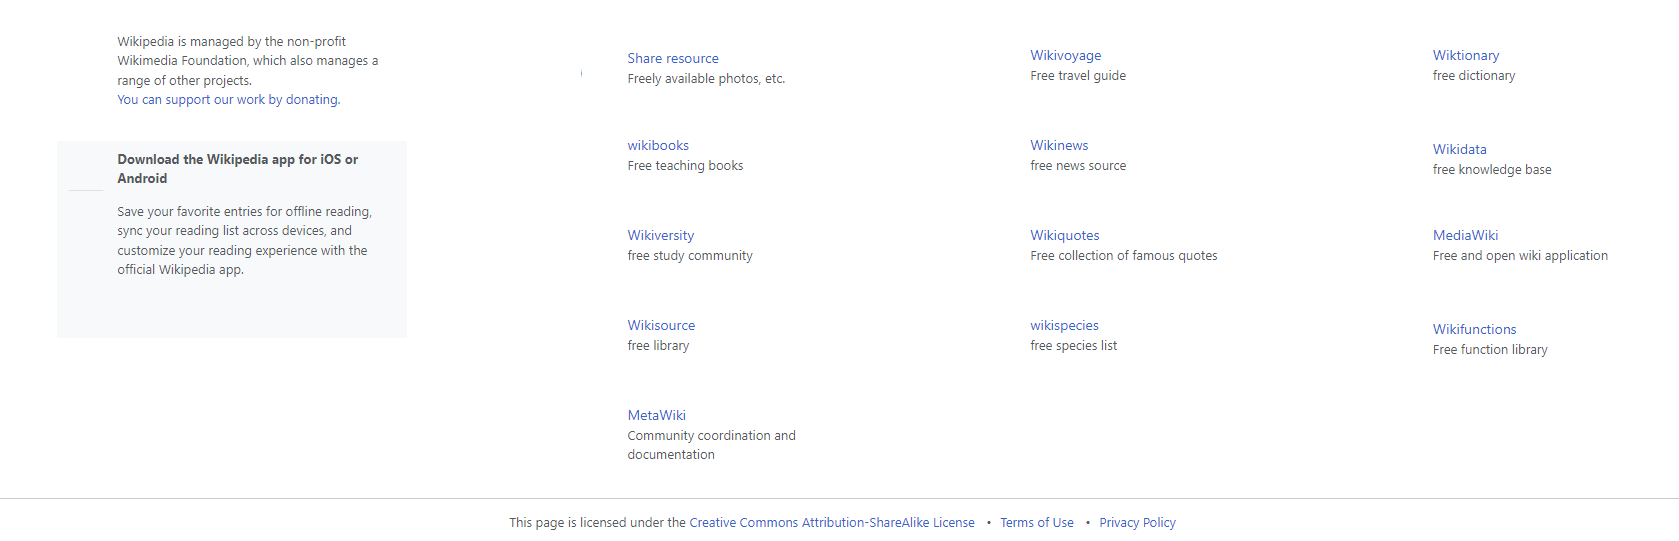 Wikipedia is managed by the non-profit
Wikimedia Foundation, which also manages a
range of other projects.
You can support our work by donating.
Download the Wikipedia app for iOS or
Android
Save your favorite entries for offline reading,
sync your reading list across devices, and
customize your reading experience with the
official Wikipedia app.
Share resource
Freely available photos, etc.
Wikivoyage
Free travel guide
Wiktionary
free dictionary
wikibooks
Free teaching books
Wikinews
free news source
Wikidata
free knowledge base
Wikiversity
free study community
Wikiquotes
Free collection of famous quotes
MediaWiki
Free and open wiki application
Wikisource
free library
wikispecies
free species list
Wikifunctions
Free function library
MetaWiki
Community coordination and
documentation
This page is licensed under the Creative Commons Attribution-ShareAlike License • Terms of Use • Privacy Policy